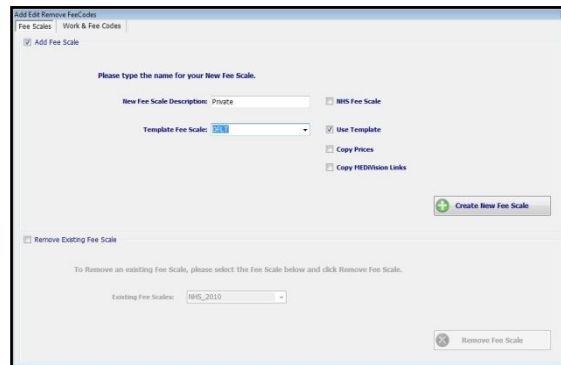 Add Edit Remove FeeCodes
Fee Scales Work & Fee Codes
Add Fee Scale
Please type the name for your New Fee Scale.
New Fee Scale Description: Private NHS Fee Scale
Template Fee Scale: DFLT Use Template
Copy Prices
Copy MEDiVision Links
Create New Fee Scale
Remove Existing Fee Scale
To Remove an existing Fee Scale, please select the Fee Scale below and click Remove Fee Scale.
Existing Fee Scales: NHS_2010
Remove Fee Scale